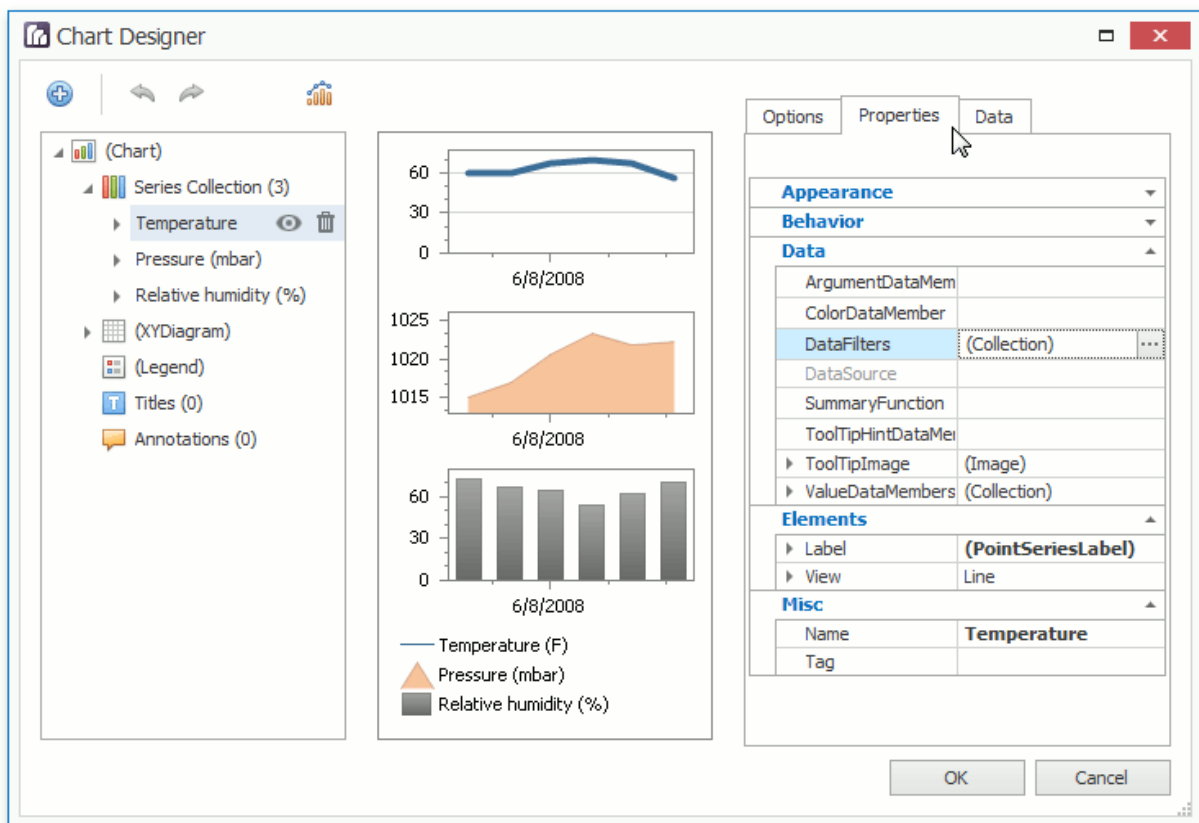 Chart Designer
Options Properties Data
(Chart)
Series Collection (3)
Temperature
Pressure (mbar)
Relative humidity (%)
(XYDiagram)
(Legend)
Titles (0)
Annotations (0)
60
30
0
6/8/2008
1025
1020
1015
6/8/2008
60
30
0
6/8/2008
Temperature (F)
Pressure (mbar)
Relative humidity (%)
Appearance
Behavior
Data
ArgumentDataMem
ColorDataMember
DataFilters (Collection) ...
DataSource
SummaryFunction
ToolTipHintDataMe
ToolTipImage (Image)
ValueDataMembers (Collection)
Elements
Label (PointSeriesLabel)
View Line
Misc
Name Temperature
Tag
OK Cancel